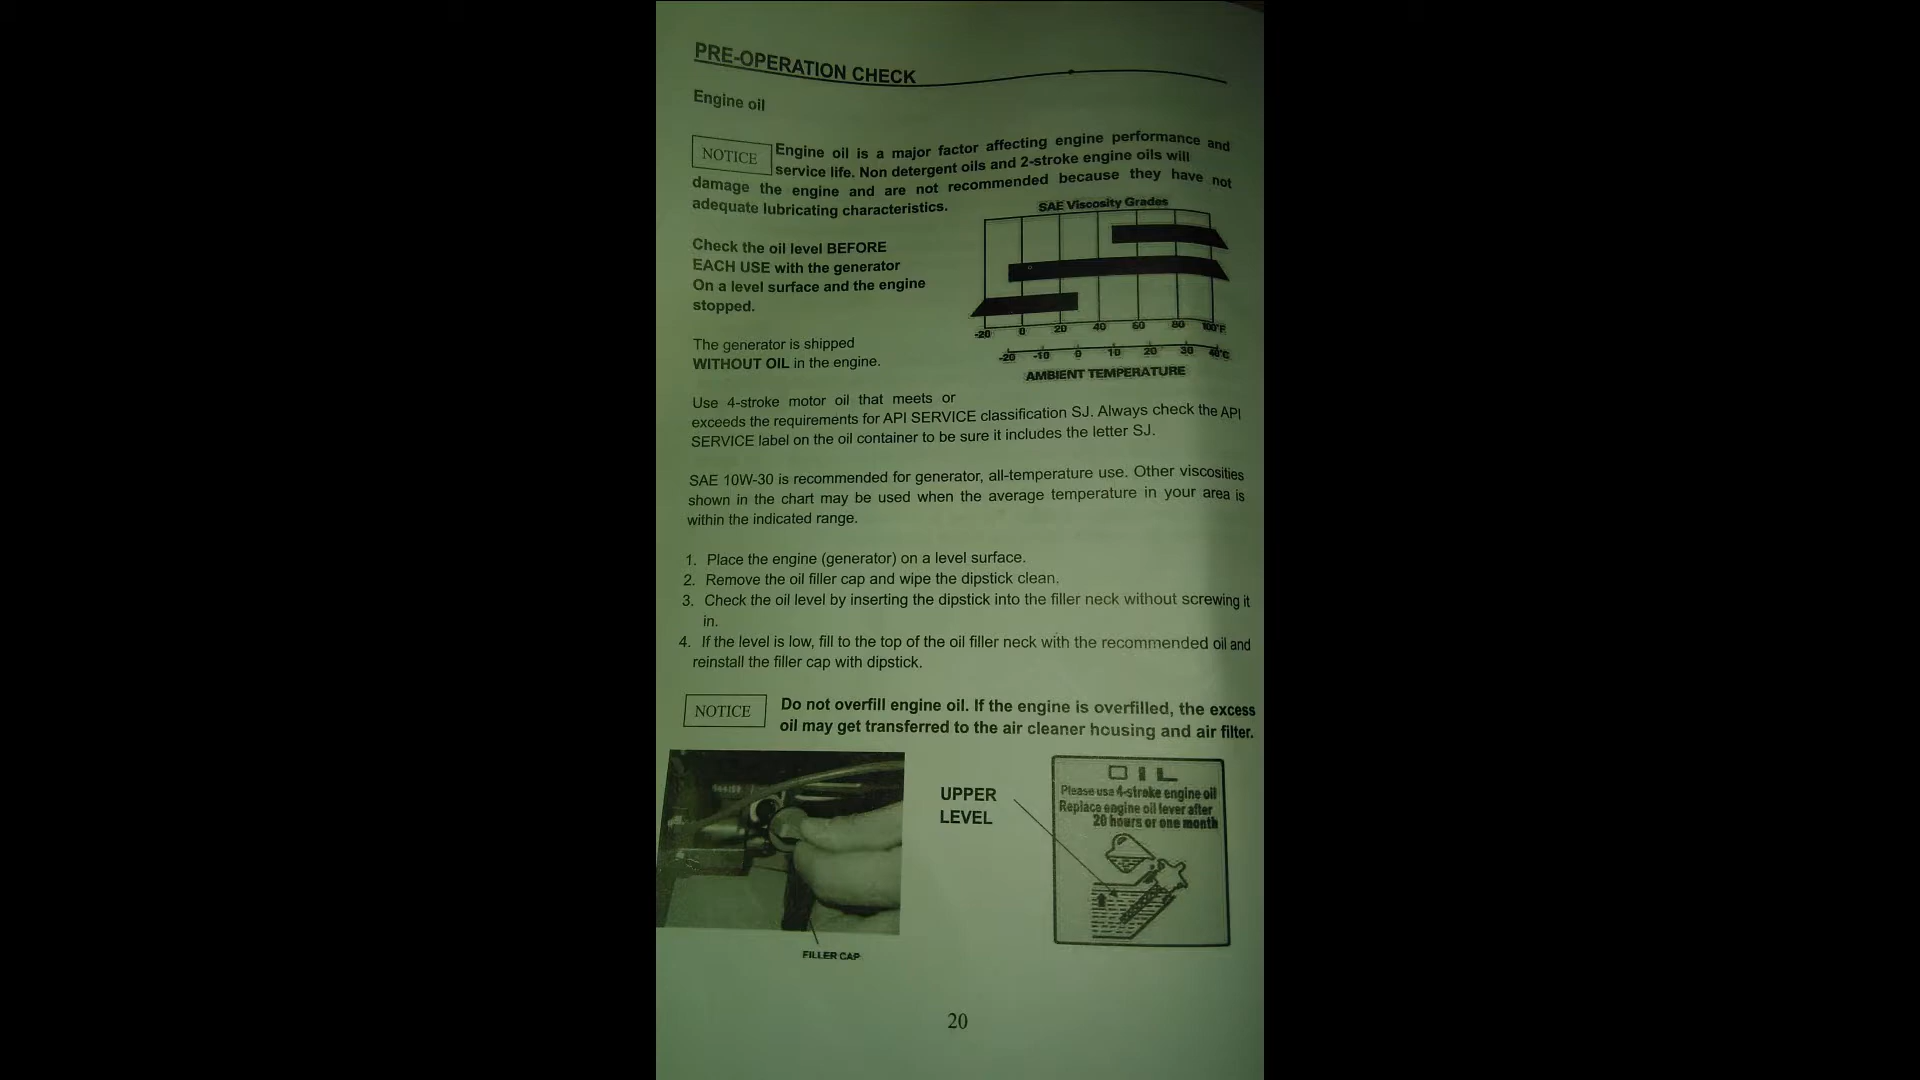 PRE-OPERATION CHECK
Engine oil
NOTICE
Engine oil is a major factor affecting engine performance and
service life. Non detergent oils and 2-stroke engine oils will
damage the engine and are not recommended because they have not
adequate lubricating characteristics.
SAE Viscosity Grades
Check the oil level BEFORE
EACH USE with the generator
On a level surface and the engine
stopped.
-20 0 20 40 60 80 100°F
-20 -10 0 10 20 30 40°C
AMBIENT TEMPERATURE
The generator is shipped
WITHOUT OIL in the engine.
Use 4-stroke motor oil that meets or
exceeds the requirements for API SERVICE classification SJ. Always check the API
SERVICE label on the oil container to be sure it includes the letter SJ.
SAE 10W-30 is recommended for generator, all-temperature use. Other viscosities
shown in the chart may be used when the average temperature in your area is
within the indicated range.
1. Place the engine (generator) on a level surface.
2. Remove the oil filler cap and wipe the dipstick clean.
3. Check the oil level by inserting the dipstick into the filler neck without screwing it
in.
4. If the level is low, fill to the top of the oil filler neck with the recommended oil and
reinstall the filler cap with dipstick.
NOTICE
Do not overfill engine oil. If the engine is overfilled, the excess
oil may get transferred to the air cleaner housing and air filter.
UPPER
LEVEL
OIL
Please use 4-stroke engine oil
Replace engine oil lever after
20 hours or one month
FILLER CAP
20